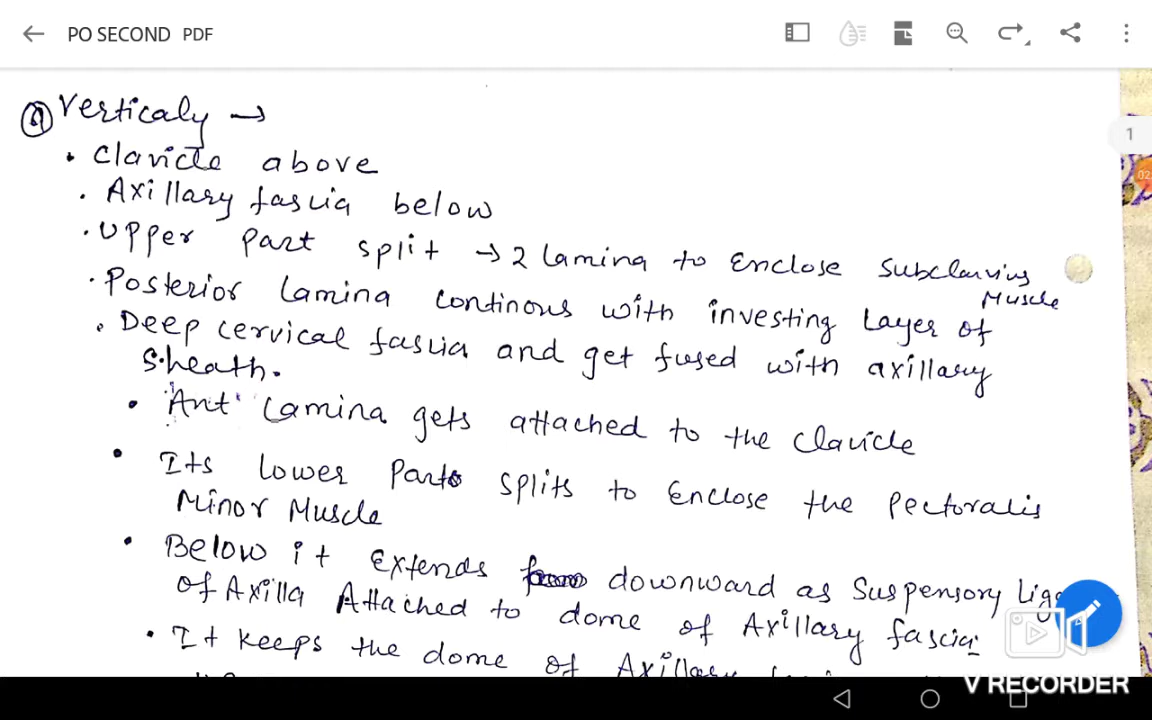 PO SECOND PDF
1
02
a Verticaly →
• Clavicle above
• Axillary fascia below
• Upper part split → 2 lamina to Enclose Subclavius Muscle
• Posterior lamina continous with investing Layer of
• Deep cervical fascia and get fused with axillary
Sheath.
• Ant lamina gets attached to the clavicle
• Its lower part splits to Enclose the Pectoralis
Minor Muscle
• Below it Extends downward as Suspensory Lig
of Axilla Attached to dome of Axillary fascia
• It keeps the dome of Axillary
V RECORDER